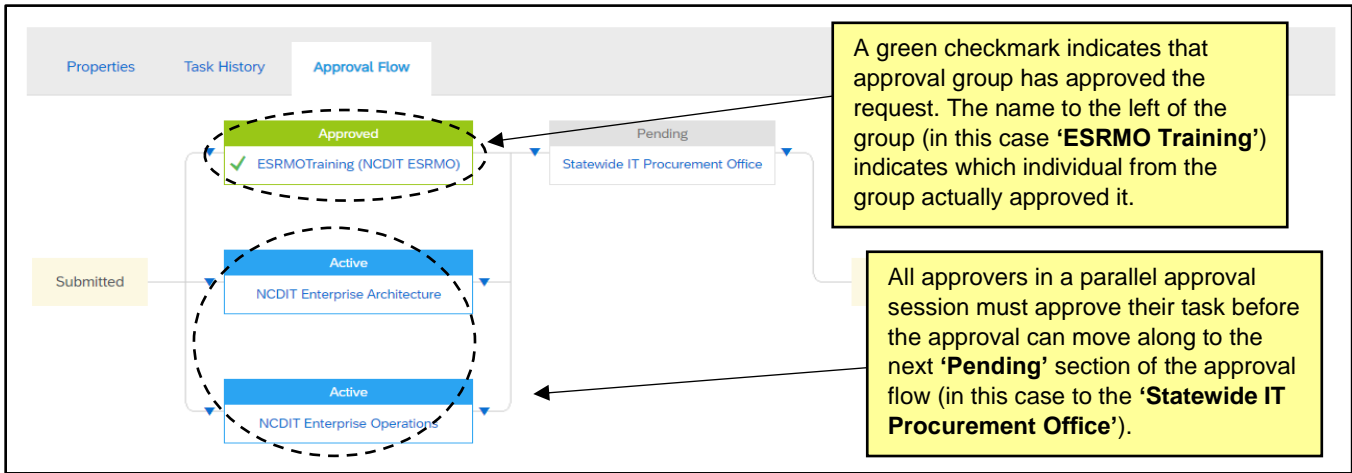 Properties
Task History
Approval Flow
A green checkmark indicates that
approval group has approved the
request. The name to the left of the
group (in this case ‘ESRMO Training’)
indicates which individual from the
group actually approved it.
Approved
ESRMOTraining (NCDIT ESRMO)
Pending
Statewide IT Procurement Office
Submitted
Active
NCDIT Enterprise Architecture
Active
NCDIT Enterprise Operations
All approvers in a parallel approval
session must approve their task before
the approval can move along to the
next ‘Pending’ section of the approval
flow (in this case to the ‘Statewide IT
Procurement Office’).